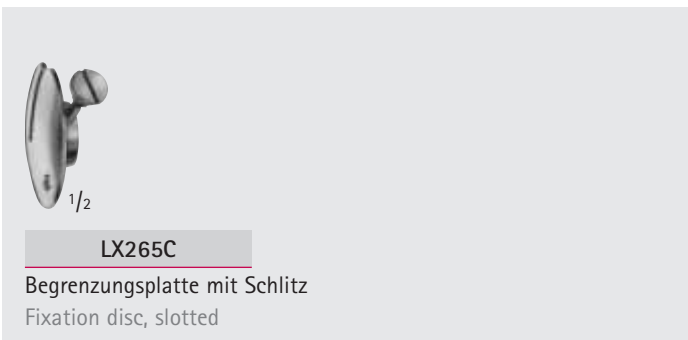 1/2
LX265C
Begrenzungsplatte mit Schlitz
Fixation disc, slotted